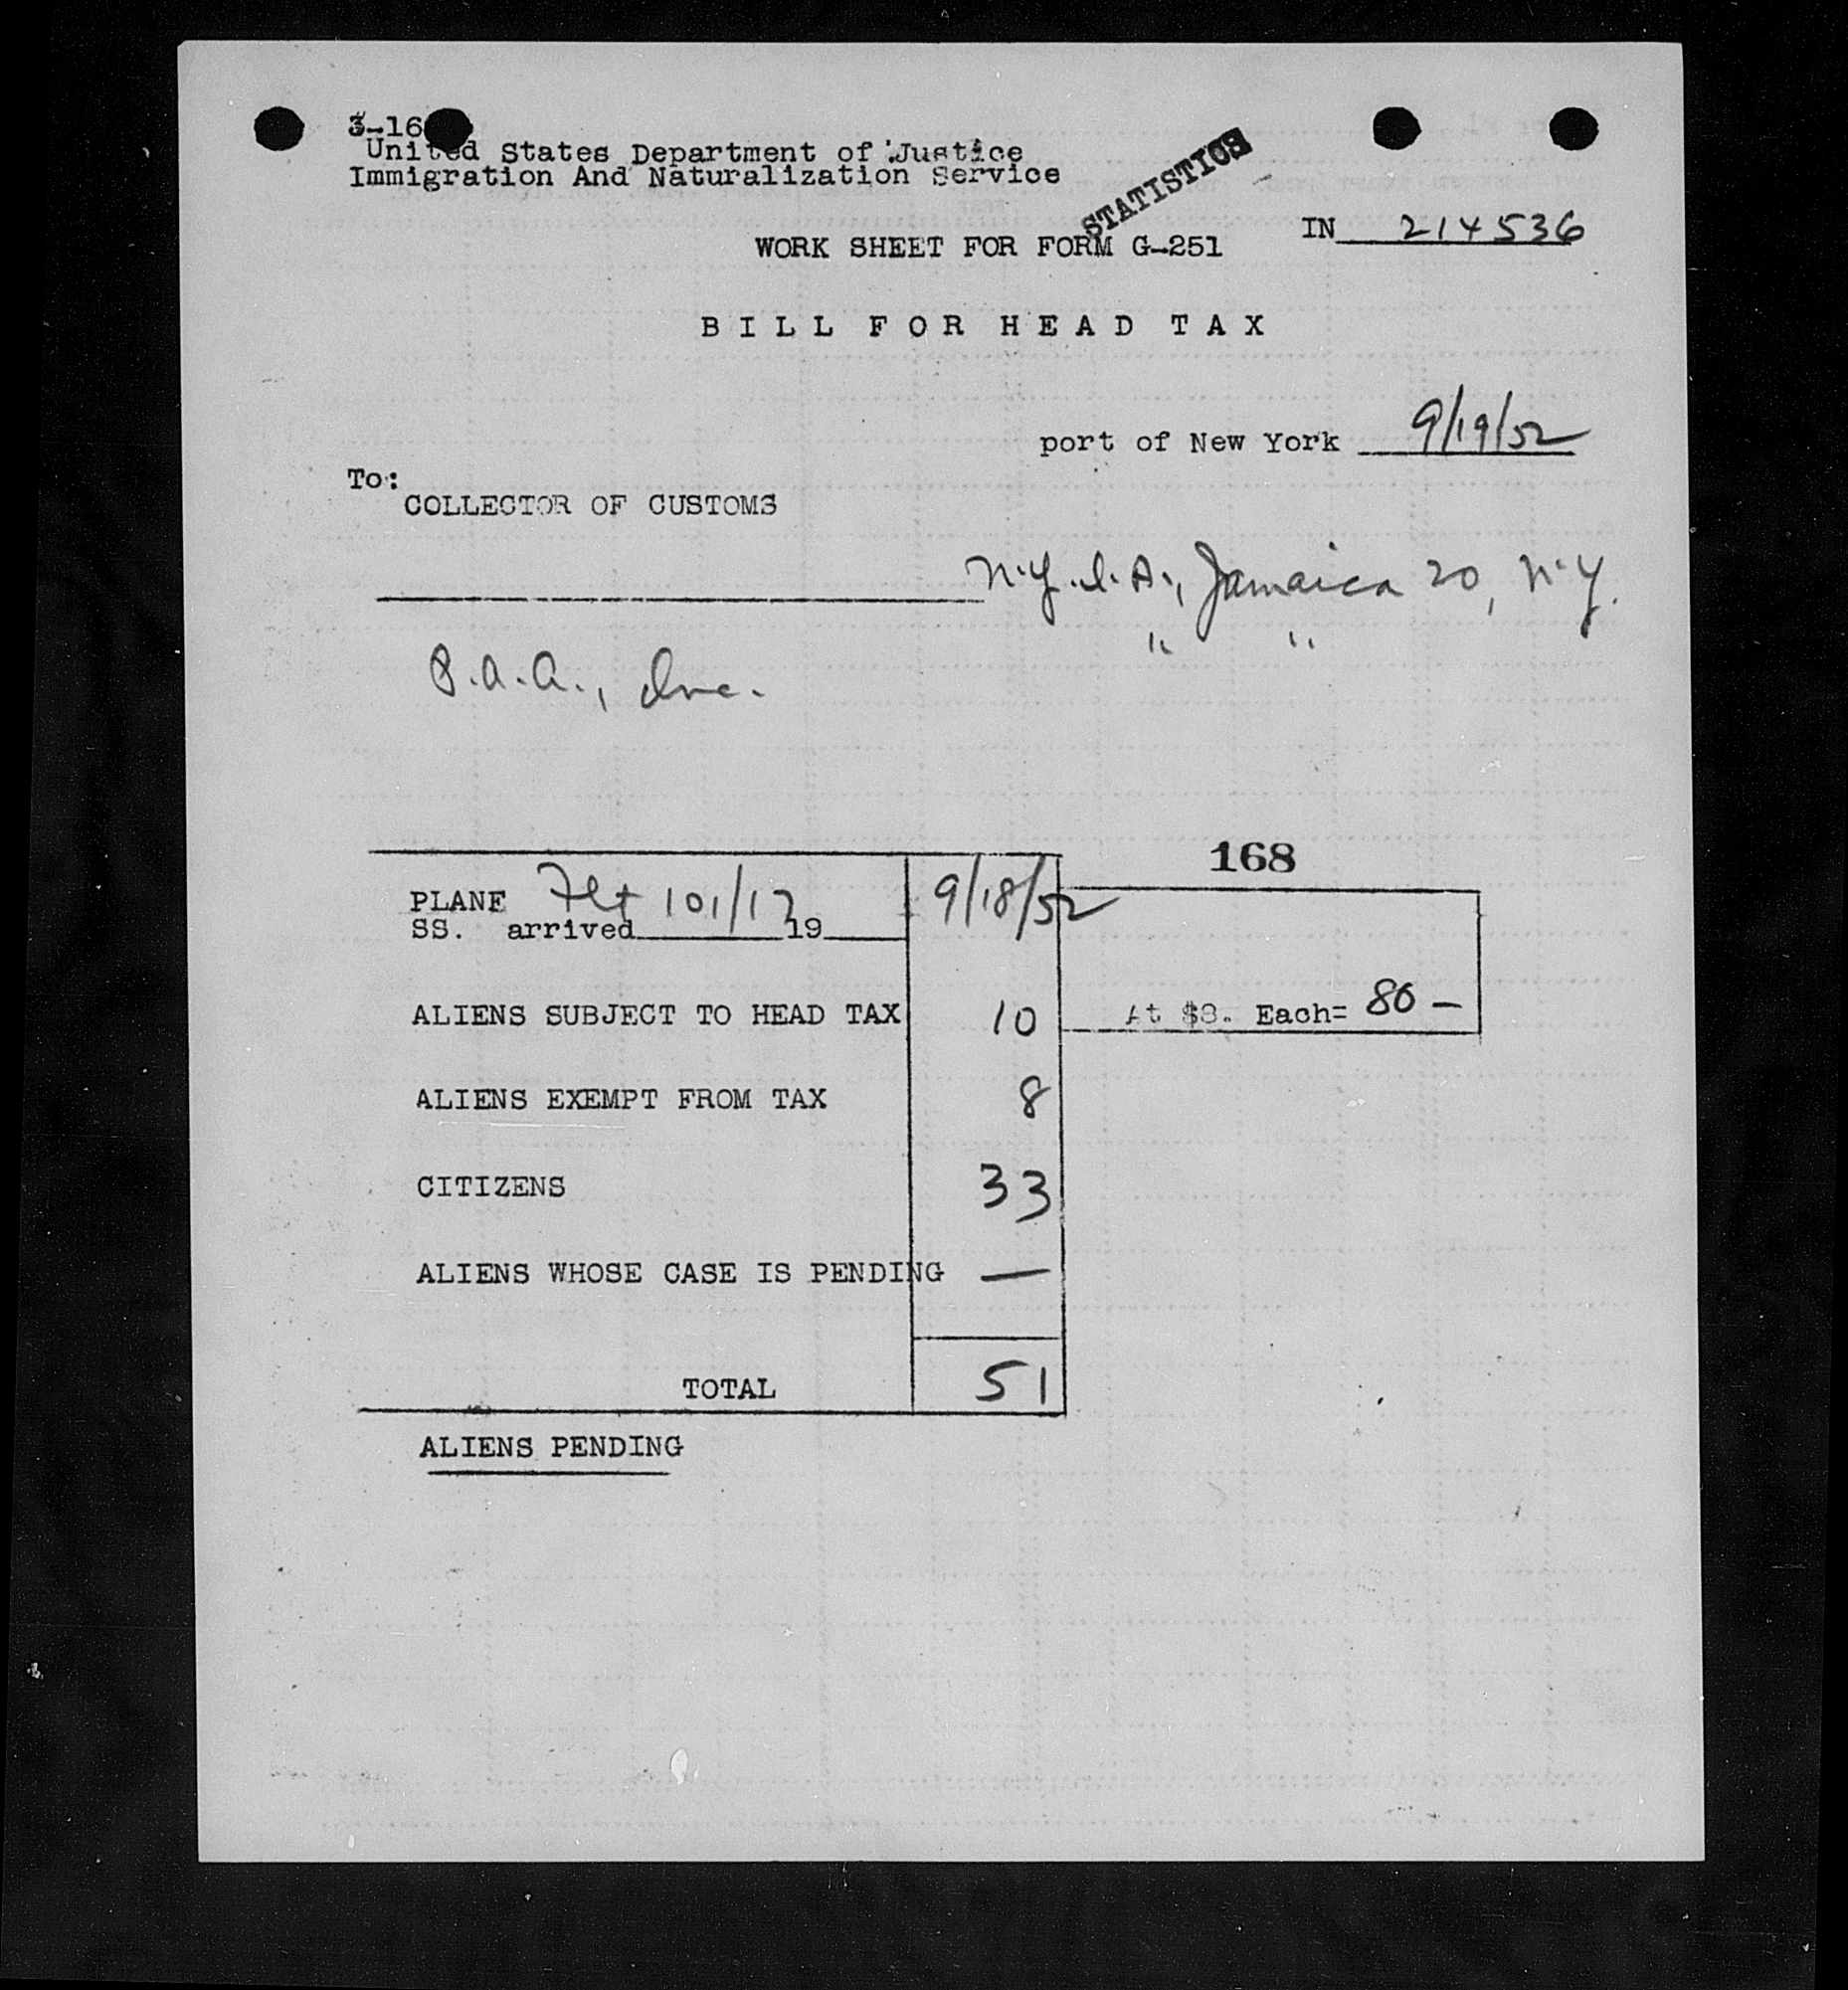 3-16
United States Department of Justice
Immigration And Naturalization Service
STATISTICS
IN 214536
WORK SHEET FOR FORM G-251
BILL FOR HEAD TAX
port of New York 9/19/52
To:
COLLECTOR OF CUSTOMS
N.Y.I.A., Jamaica 20, N.Y.
" "
P.A.A., Inc.
168
PLANE Flt 101/17 9/18/52
SS. arrived 19
ALIENS SUBJECT TO HEAD TAX 10 At $8. Each= 80 —
ALIENS EXEMPT FROM TAX 8
CITIZENS 33
ALIENS WHOSE CASE IS PENDING —
TOTAL 51
ALIENS PENDING